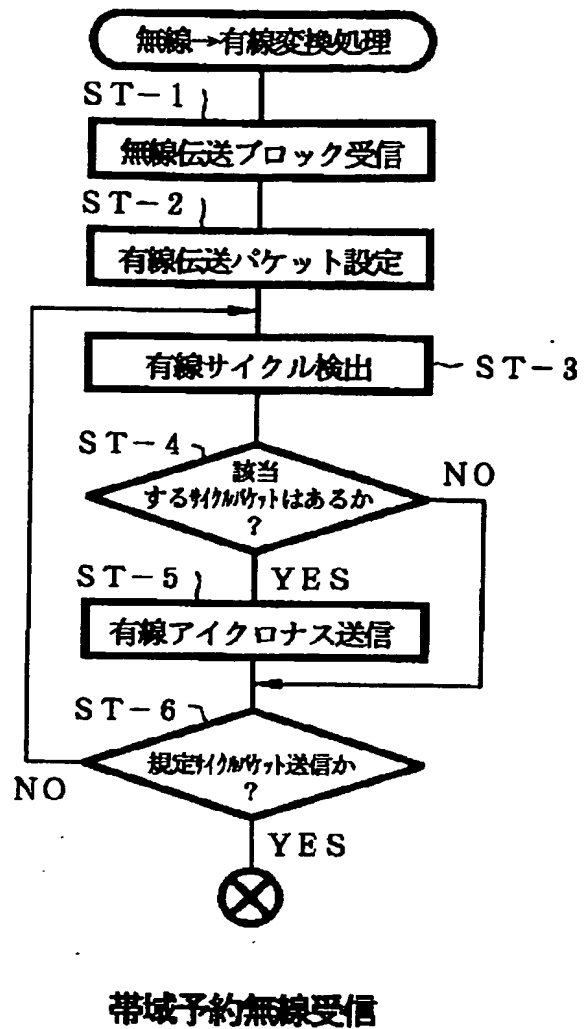 無線→有線変換処理
ST-1
無線伝送ブロック受信
ST-2
有線伝送パケット設定
有線サイクル検出
ST-3
ST-4
該当
するサイクルパケットはあるか
?
NO
YES
ST-5
有線アイクロナス送信
ST-6
規定サイクルパケット送信か
?
NO
YES
帯域予約無線受信